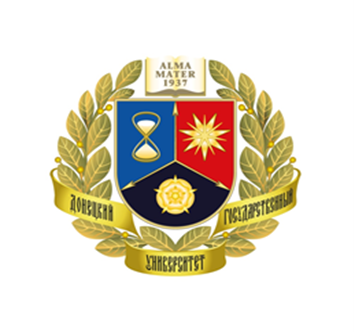 ALMA
MATER
1937
ДОНЕЦКИЙ
ГОСУДАРСТВЕННЫЙ
УНИВЕРСИТЕТ